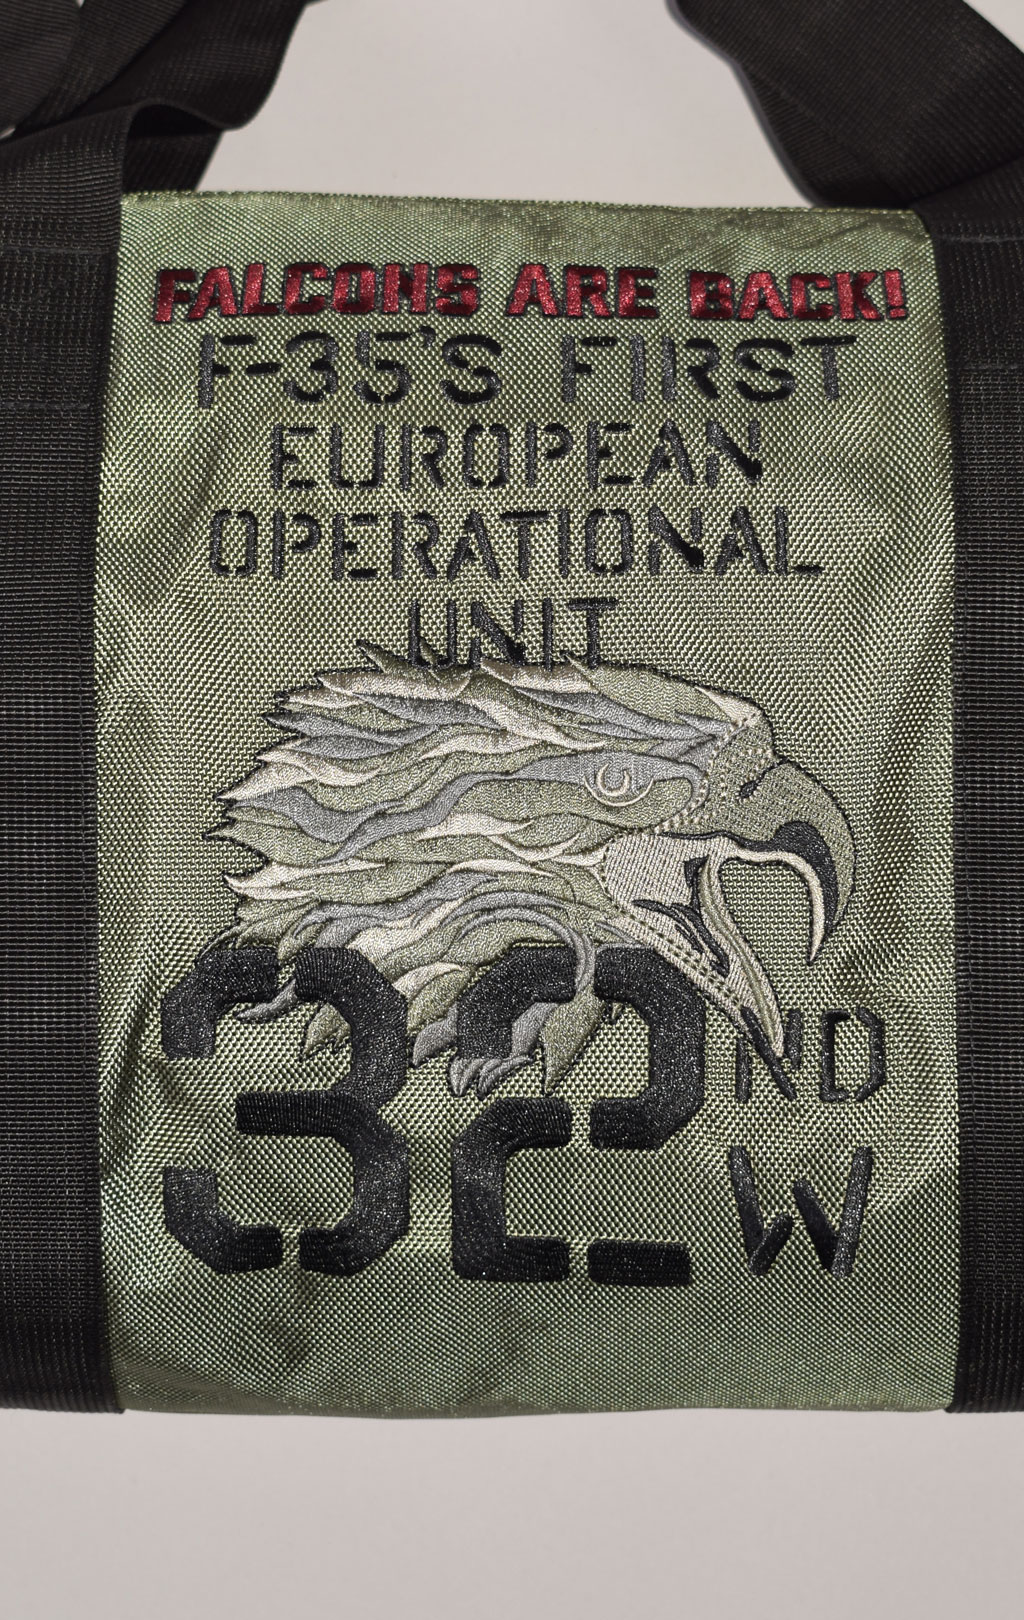 FALCONS ARE BACK!
F-35'S FIRST
EUROPEAN
OPERATIONAL
UNIT
32ND
W